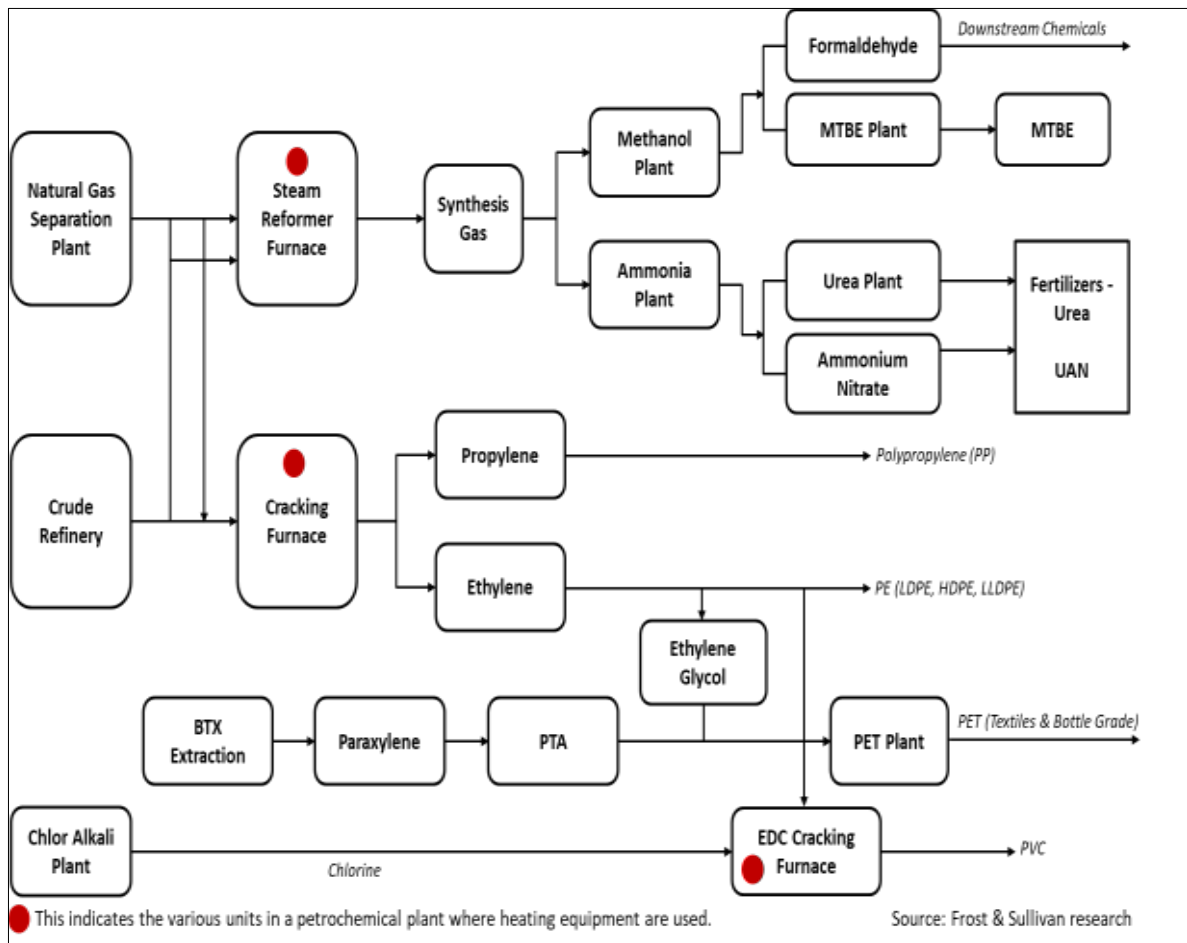 Formaldehyde
Downstream Chemicals
MTBE Plant
MTBE
Methanol
Plant
Natural Gas
Separation
Plant
Steam
Reformer
Furnace
Synthesis
Gas
Ammonia
Plant
Urea Plant
Ammonium
Nitrate
Fertilizers -
Urea
UAN
Crude
Refinery
Cracking
Furnace
Propylene
Polypropylene (PP)
Ethylene
PE (LDPE, HDPE, LLDPE)
Ethylene
Glycol
BTX
Extraction
Paraxylene
PTA
PET Plant
PET (Textiles & Bottle Grade)
Chlor Alkali
Plant
Chlorine
EDC Cracking
Furnace
PVC
This indicates the various units in a petrochemical plant where heating equipment are used.
Source: Frost & Sullivan research